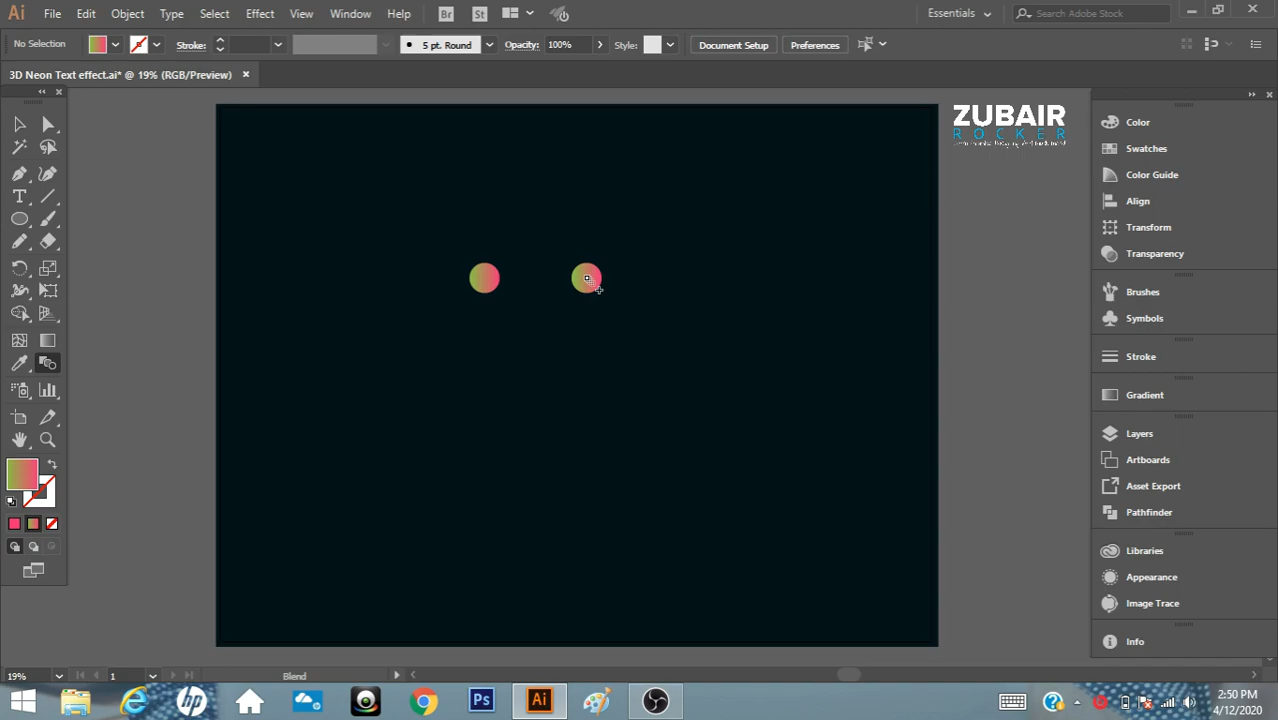 Ai File Edit Object Type Select Effect View Window Help Br St Essentials Search Adobe Stock
No Selection Stroke: 5 pt. Round Opacity: 100% Style: Document Setup Preferences
3D Neon Text effect.ai* @ 19% (RGB/Preview)
ZUBAIR
ROCKER
Color
Swatches
Color Guide
Align
Transform
Transparency
Brushes
Symbols
Stroke
Gradient
Layers
Artboards
Asset Export
Pathfinder
Libraries
Appearance
Image Trace
Info
19% 1 Blend
hp Ps Ai 2:50 PM
4/12/2020